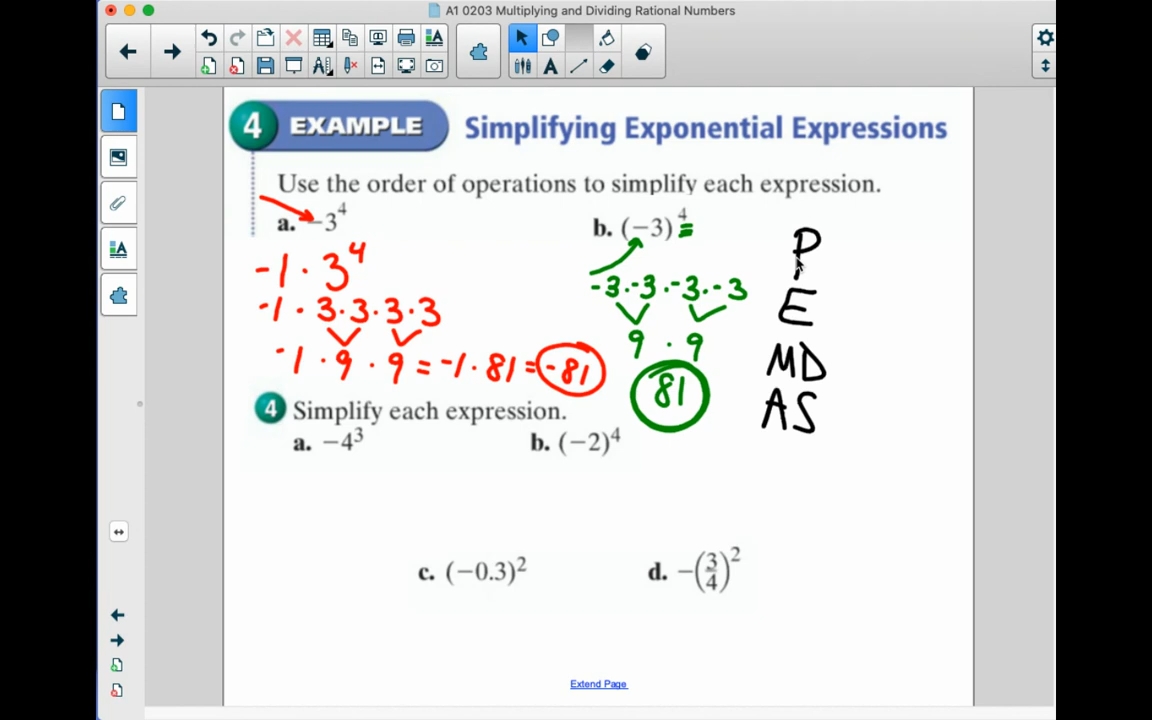 A1 0203 Multiplying and Dividing Rational Numbers
4 EXAMPLE Simplifying Exponential Expressions
Use the order of operations to simplify each expression.
a. −3⁴
b. (−3)⁴ =
-1 · 3⁴
-1 · 3·3·3·3
-1 · 9 · 9 = -1 · 81 = -81
-3·-3·-3·-3
9 · 9
81
P
E
MD
AS
4 Simplify each expression.
a. −4³ b. (−2)⁴
c. (−0.3)² d. −(3/4)²
Extend Page